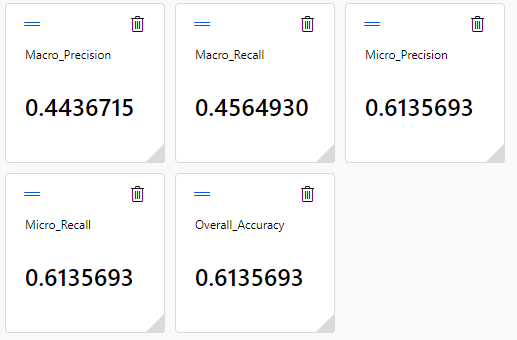 Macro_Precision
0.4436715
Macro_Recall
0.4564930
Micro_Precision
0.6135693
Micro_Recall
0.6135693
Overall_Accuracy
0.6135693